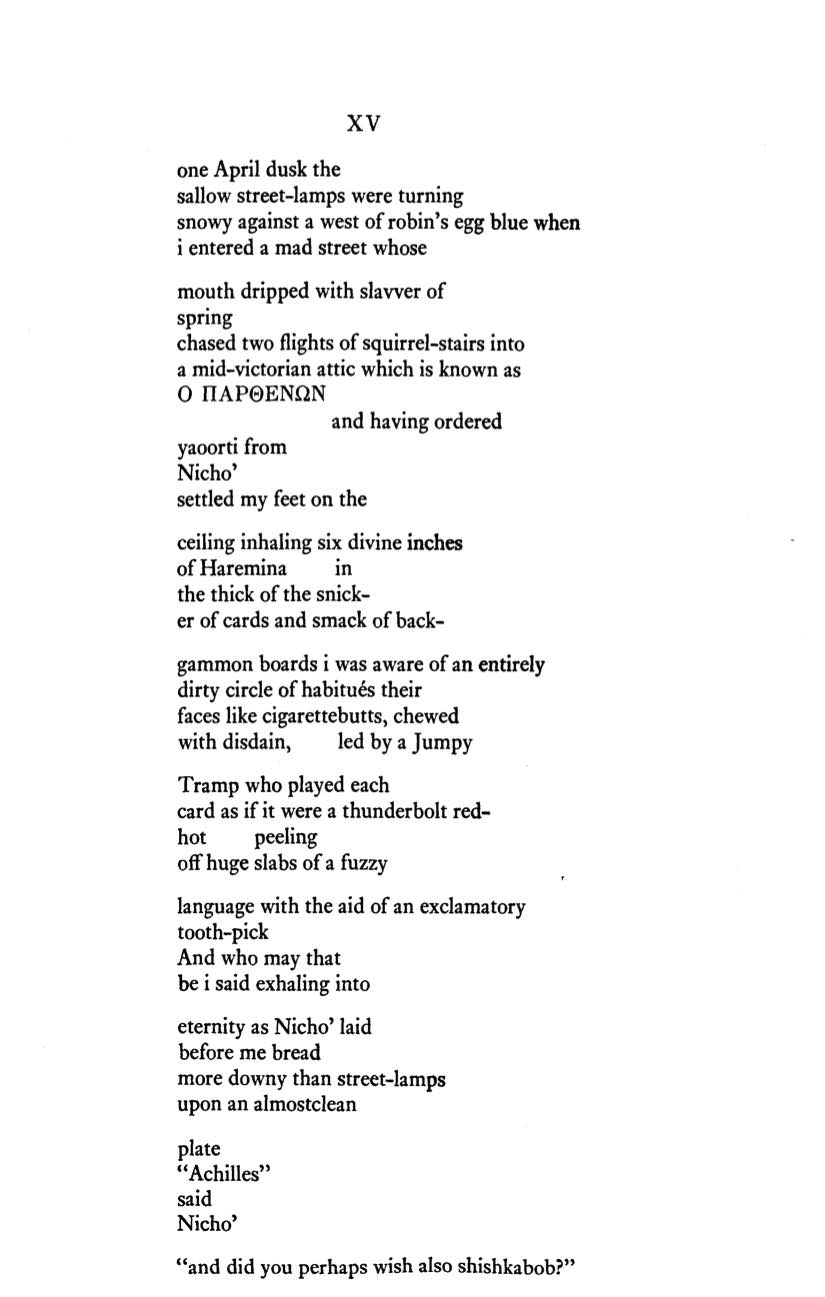 XV
one April dusk the
sallow street-lamps were turning
snowy against a west of robin’s egg blue when
i entered a mad street whose
mouth dripped with slavver of
spring
chased two flights of squirrel-stairs into
a mid-victorian attic which is known as
Ο ΠΑΡΘΕΝΩΝ
and having ordered
yaoorti from
Nicho’
settled my feet on the
ceiling inhaling six divine inches
of Haremina in
the thick of the snick-
er of cards and smack of back-
gammon boards i was aware of an entirely
dirty circle of habitués their
faces like cigarettebutts, chewed
with disdain, led by a Jumpy
Tramp who played each
card as if it were a thunderbolt red-
hot peeling
off huge slabs of a fuzzy
language with the aid of an exclamatory
tooth-pick
And who may that
be i said exhaling into
eternity as Nicho’ laid
before me bread
more downy than street-lamps
upon an almostclean
plate
“Achilles”
said
Nicho’
“and did you perhaps wish also shishkabob?”